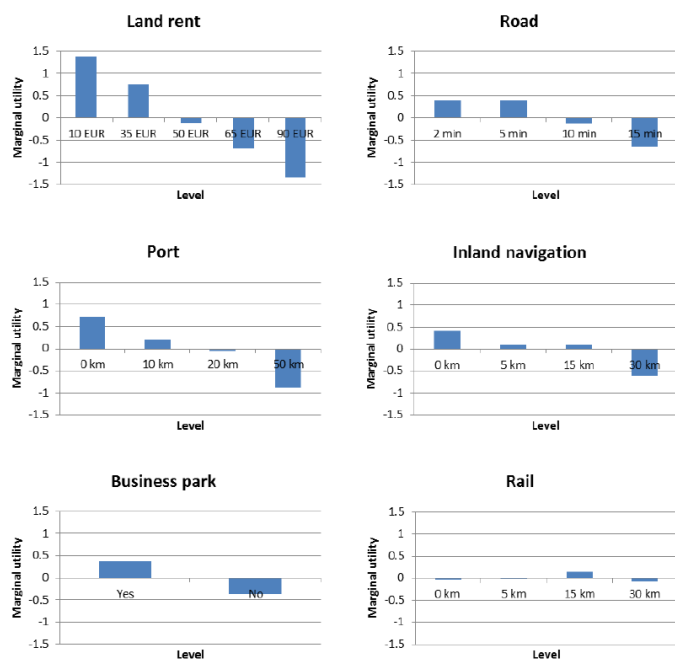 Land rent
Marginal utility
1.5
1
0.5
0
-0.5
-1
-1.5
10 EUR 35 EUR 50 EUR 65 EUR 90 EUR
Level
Road
Marginal utility
1.5
1
0.5
0
-0.5
-1
-1.5
2 min 5 min 10 min 15 min
Level
Port
Marginal utility
1.5
1
0.5
0
-0.5
-1
-1.5
0 km 10 km 20 km 50 km
Level
Inland navigation
Marginal utility
1.5
1
0.5
0
-0.5
-1
-1.5
0 km 5 km 15 km 30 km
Level
Business park
Marginal utility
1.5
1
0.5
0
-0.5
-1
-1.5
Yes No
Level
Rail
Marginal utility
1.5
1
0.5
0
-0.5
-1
-1.5
0 km 5 km 15 km 30 km
Level